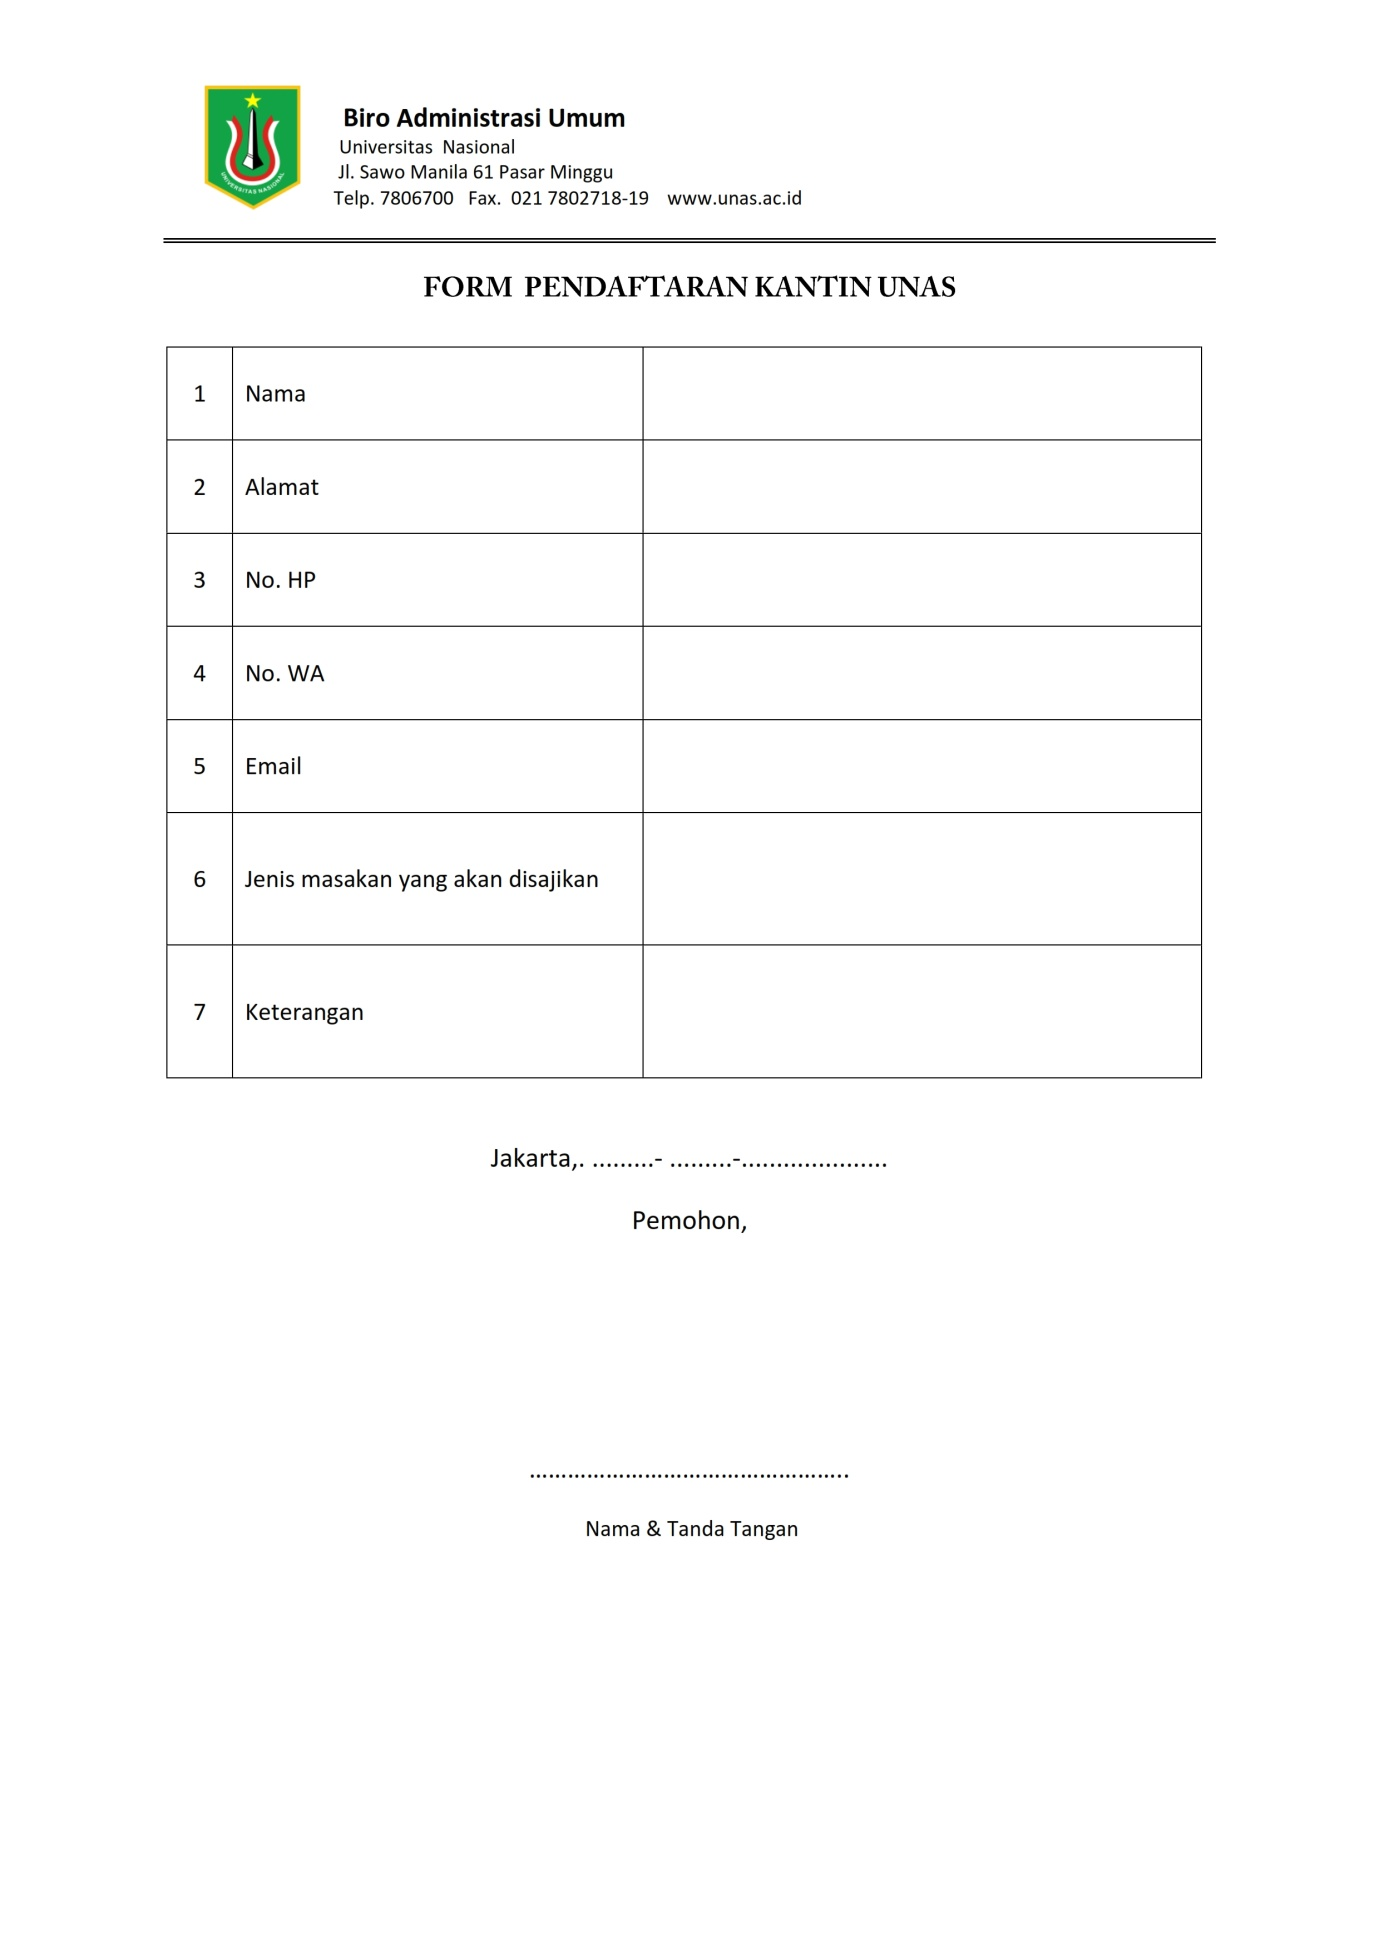 UNIVERSITAS NASIONAL
Biro Administrasi Umum
Universitas  Nasional
Jl. Sawo Manila 61 Pasar Minggu
Telp. 7806700   Fax.  021 7802718-19    www.unas.ac.id
FORM  PENDAFTARAN KANTIN UNAS
1 Nama
2 Alamat
3 No. HP
4 No. WA
5 Email
6 Jenis masakan yang akan disajikan
7 Keterangan
Jakarta,. .........- .........-.....................
Pemohon,
…………………………………………..
Nama & Tanda Tangan